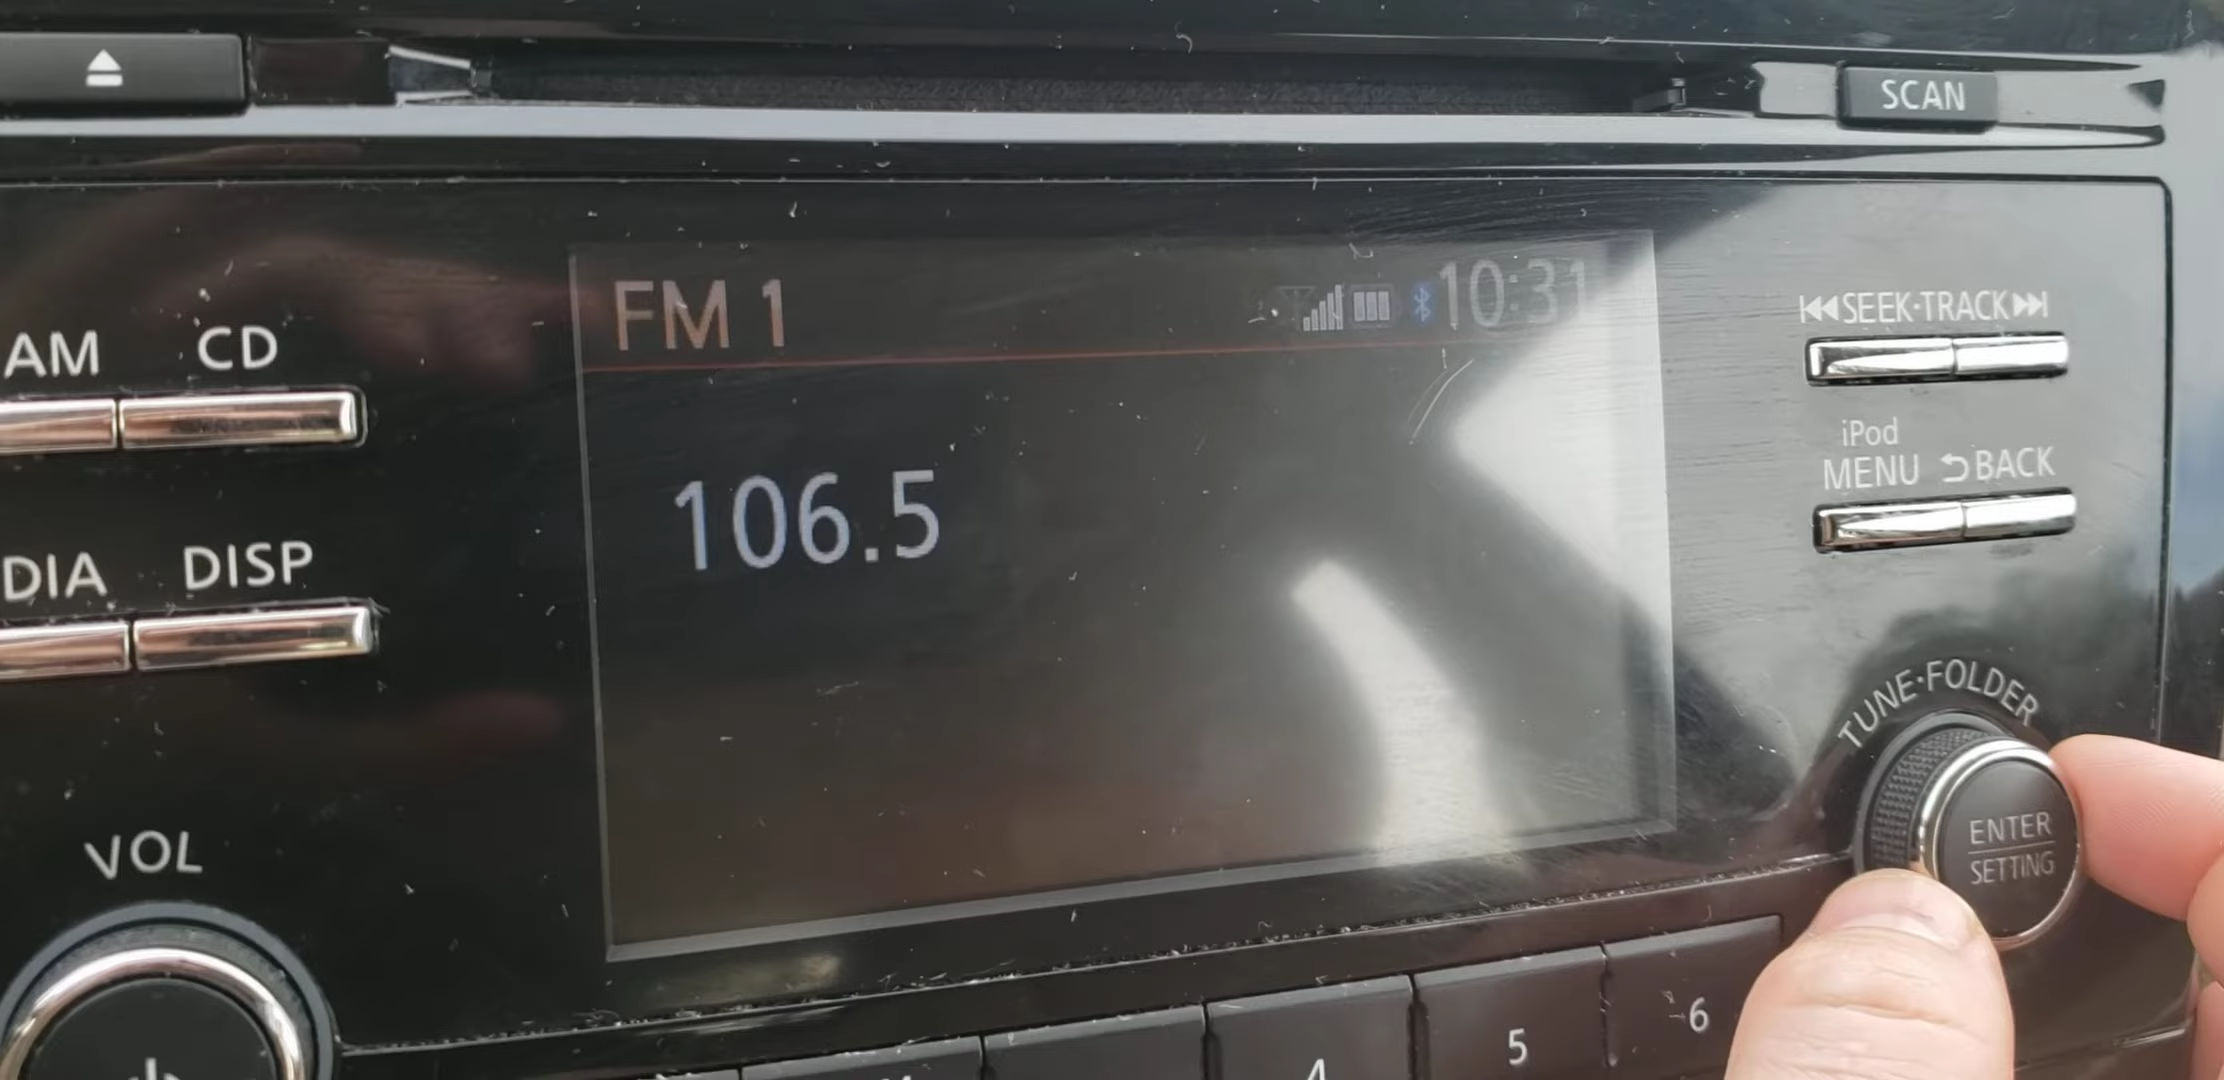 SCAN
FM 1 10:31
AM CD
SEEK·TRACK
iPod
MENU BACK
106.5
DIA DISP
TUNE·FOLDER
VOL
ENTER
SETTING
4 5 6